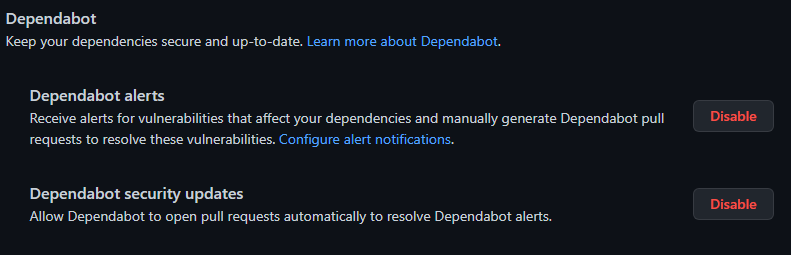 Dependabot
Keep your dependencies secure and up-to-date. Learn more about Dependabot.
Dependabot alerts
Receive alerts for vulnerabilities that affect your dependencies and manually generate Dependabot pull
requests to resolve these vulnerabilities. Configure alert notifications.
Disable
Dependabot security updates
Allow Dependabot to open pull requests automatically to resolve Dependabot alerts.
Disable